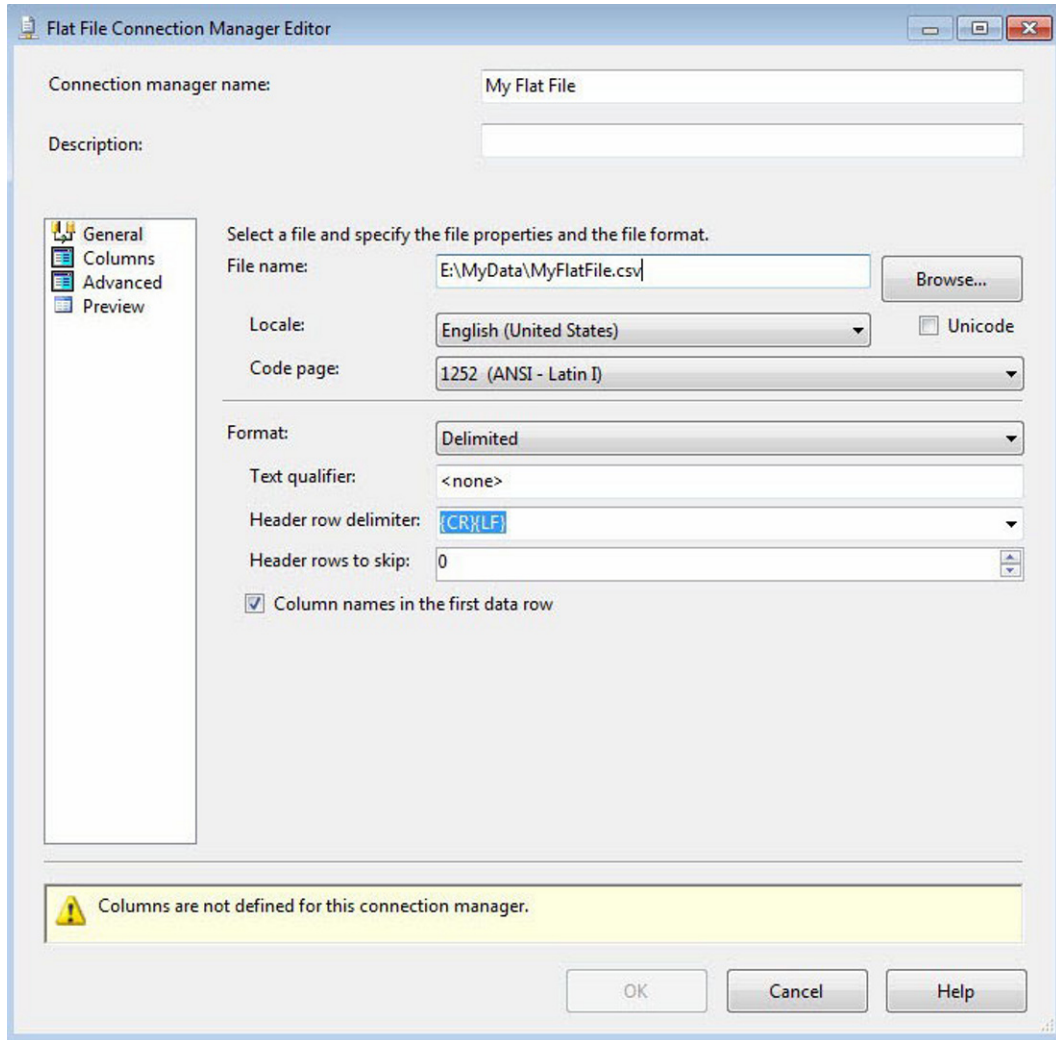 Flat File Connection Manager Editor
Connection manager name: My Flat File
Description:
General
Columns
Advanced
Preview
Select a file and specify the file properties and the file format.
File name: E:\MyData\MyFlatFile.csv Browse...
Locale: English (United States) Unicode
Code page: 1252 (ANSI - Latin I)
Format: Delimited
Text qualifier: <none>
Header row delimiter: {CR}{LF}
Header rows to skip: 0
Column names in the first data row
Columns are not defined for this connection manager.
OK Cancel Help